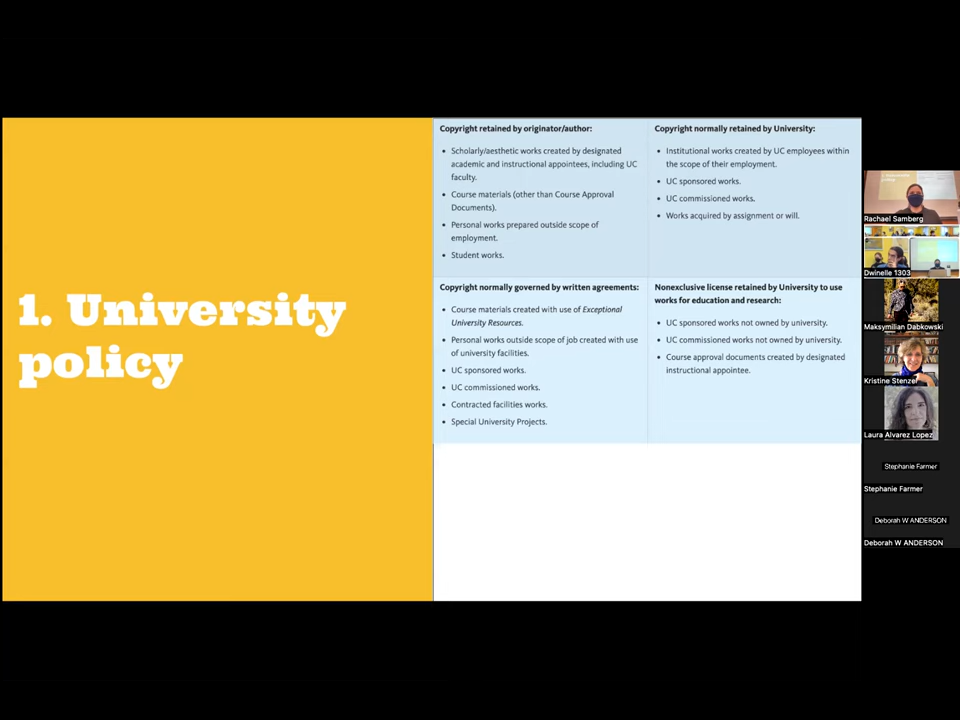 1. University
policy
Copyright retained by originator/author:
• Scholarly/aesthetic works created by designated
academic and instructional appointees, including UC
faculty.
• Course materials (other than Course Approval
Documents).
• Personal works prepared outside scope of
employment.
• Student works.
Copyright normally retained by University:
• Institutional works created by UC employees within
the scope of their employment.
• UC sponsored works.
• UC commissioned works.
• Works acquired by assignment or will.
Copyright normally governed by written agreements:
• Course materials created with use of Exceptional
University Resources.
• Personal works outside scope of job created with use
of university facilities.
• UC sponsored works.
• UC commissioned works.
• Contracted facilities works.
• Special University Projects.
Nonexclusive license retained by University to use
works for education and research:
• UC sponsored works not owned by university.
• UC commissioned works not owned by university.
• Course approval documents created by designated
instructional appointee.
Rachael Samberg
Dwinelle 1303
Maksymilian Dabkowski
Kristine Stenzel
Laura Alvarez Lopez
Stephanie Farmer
Stephanie Farmer
Deborah W ANDERSON
Deborah W ANDERSON